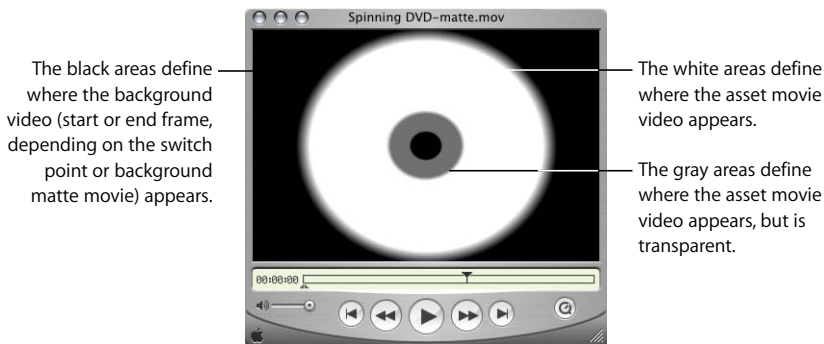 Spinning DVD-matte.mov
The black areas define
where the background
video (start or end frame,
depending on the switch
point or background
matte movie) appears.
The white areas define
where the asset movie
video appears.
The gray areas define
where the asset movie
video appears, but is
transparent.
00:00:00